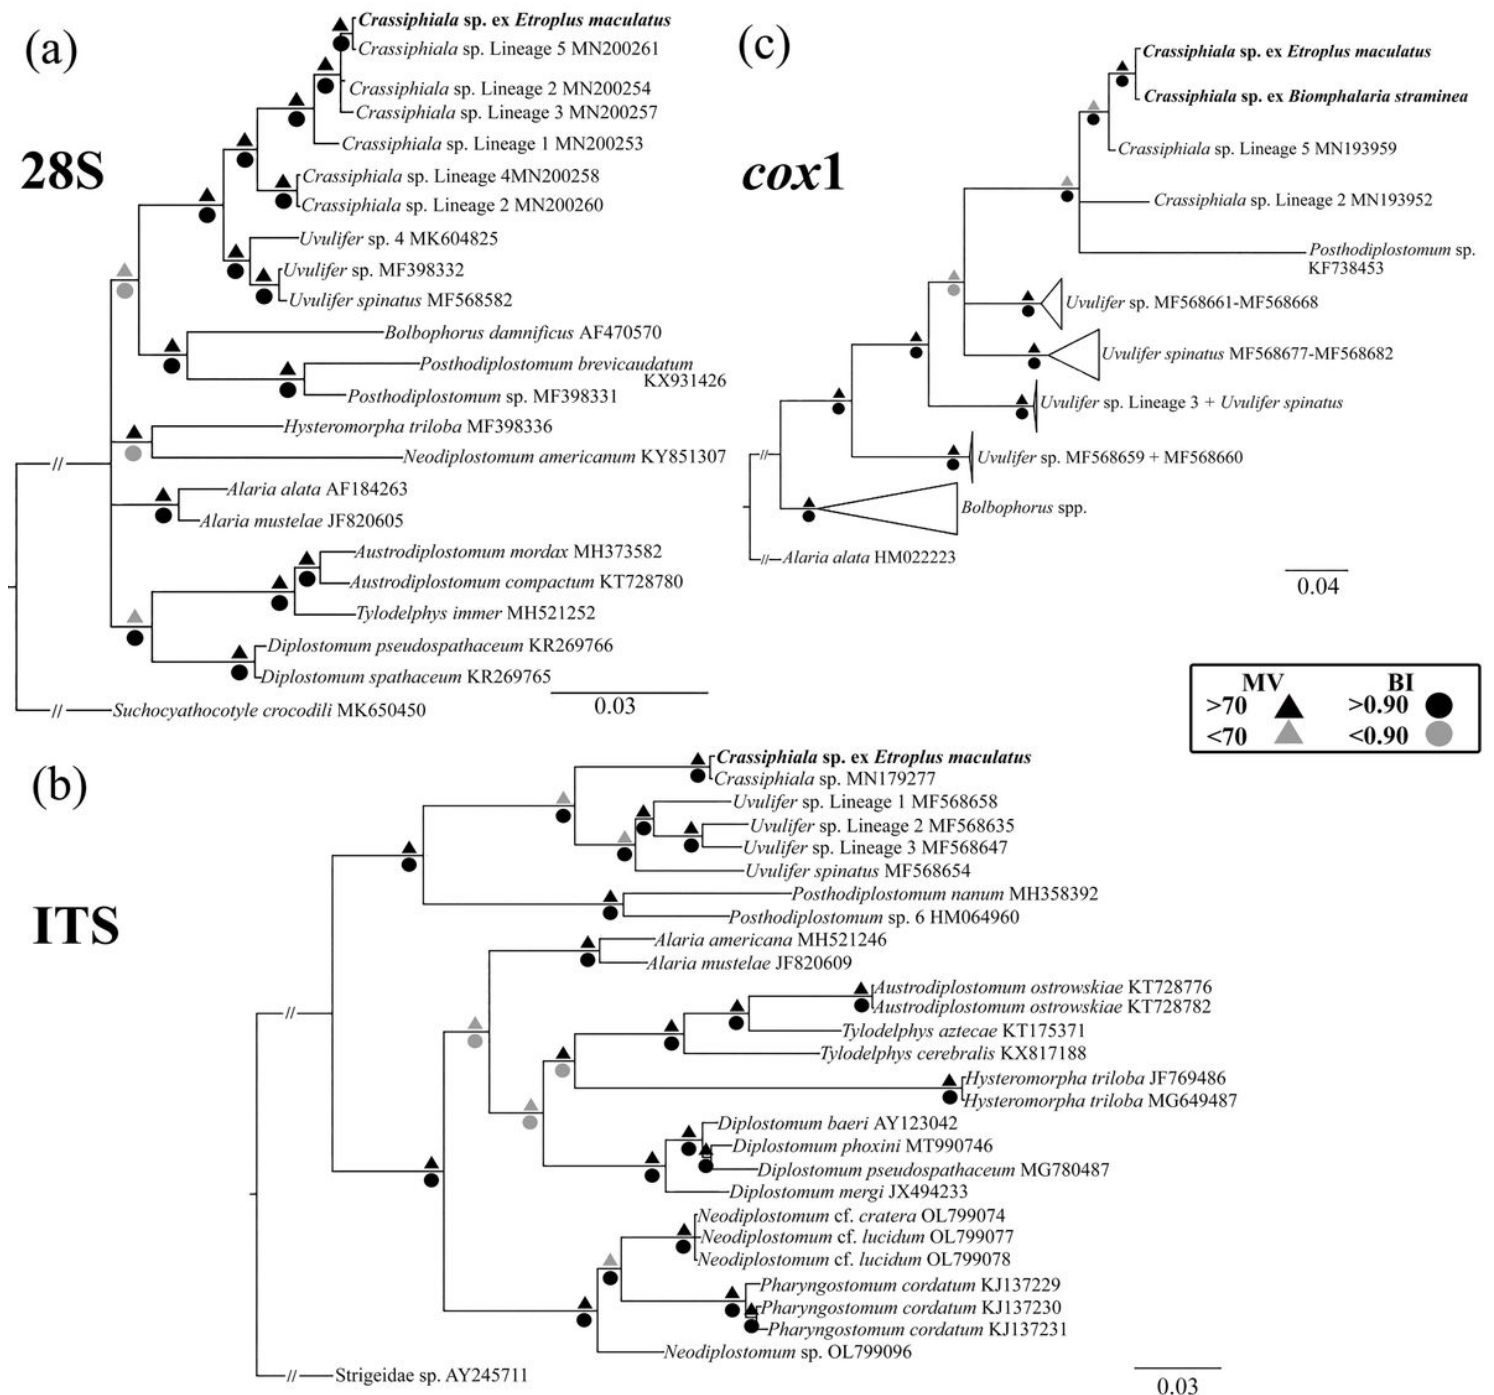 (a)
28S
Crassiphiala sp. ex Etroplus maculatus
Crassiphiala sp. Lineage 5 MN200261
Crassiphiala sp. Lineage 2 MN200254
Crassiphiala sp. Lineage 3 MN200257
Crassiphiala sp. Lineage 1 MN200253
Crassiphiala sp. Lineage 4MN200258
Crassiphiala sp. Lineage 2 MN200260
Uvulifer sp. 4 MK604825
Uvulifer sp. MF398332
Uvulifer spinatus MF568582
Bolbophorus damnificus AF470570
Posthodiplostomum brevicaudatum
KX931426
Posthodiplostomum sp. MF398331
Hysteromorpha triloba MF398336
Neodiplostomum americanum KY851307
Alaria alata AF184263
Alaria mustelae JF820605
Austrodiplostomum mordax MH373582
Austrodiplostomum compactum KT728780
Tylodelphys immer MH521252
Diplostomum pseudospathaceum KR269766
Diplostomum spathaceum KR269765
Suchocyathocotyle crocodili MK650450
0.03
(c)
cox1
Crassiphiala sp. ex Etroplus maculatus
Crassiphiala sp. ex Biomphalaria straminea
Crassiphiala sp. Lineage 5 MN193959
Crassiphiala sp. Lineage 2 MN193952
Posthodiplostomum sp.
KF738453
Uvulifer sp. MF568661-MF568668
Uvulifer spinatus MF568677-MF568682
Uvulifer sp. Lineage 3 + Uvulifer spinatus
Uvulifer sp. MF568659 + MF568660
Bolbophorus spp.
Alaria alata HM022223
0.04
MV BI
>70 >0.90
<70 <0.90
(b)
ITS
Crassiphiala sp. ex Etroplus maculatus
Crassiphiala sp. MN179277
Uvulifer sp. Lineage 1 MF568658
Uvulifer sp. Lineage 2 MF568635
Uvulifer sp. Lineage 3 MF568647
Uvulifer spinatus MF568654
Posthodiplostomum nanum MH358392
Posthodiplostomum sp. 6 HM064960
Alaria americana MH521246
Alaria mustelae JF820609
Austrodiplostomum ostrowskiae KT728776
Austrodiplostomum ostrowskiae KT728782
Tylodelphys aztecae KT175371
Tylodelphys cerebralis KX817188
Hysteromorpha triloba JF769486
Hysteromorpha triloba MG649487
Diplostomum baeri AY123042
Diplostomum phoxini MT990746
Diplostomum pseudospathaceum MG780487
Diplostomum mergi JX494233
Neodiplostomum cf. cratera OL799074
Neodiplostomum cf. lucidum OL799077
Neodiplostomum cf. lucidum OL799078
Pharyngostomum cordatum KJ137229
Pharyngostomum cordatum KJ137230
Pharyngostomum cordatum KJ137231
Neodiplostomum sp. OL799096
Strigeidae sp. AY245711
0.03